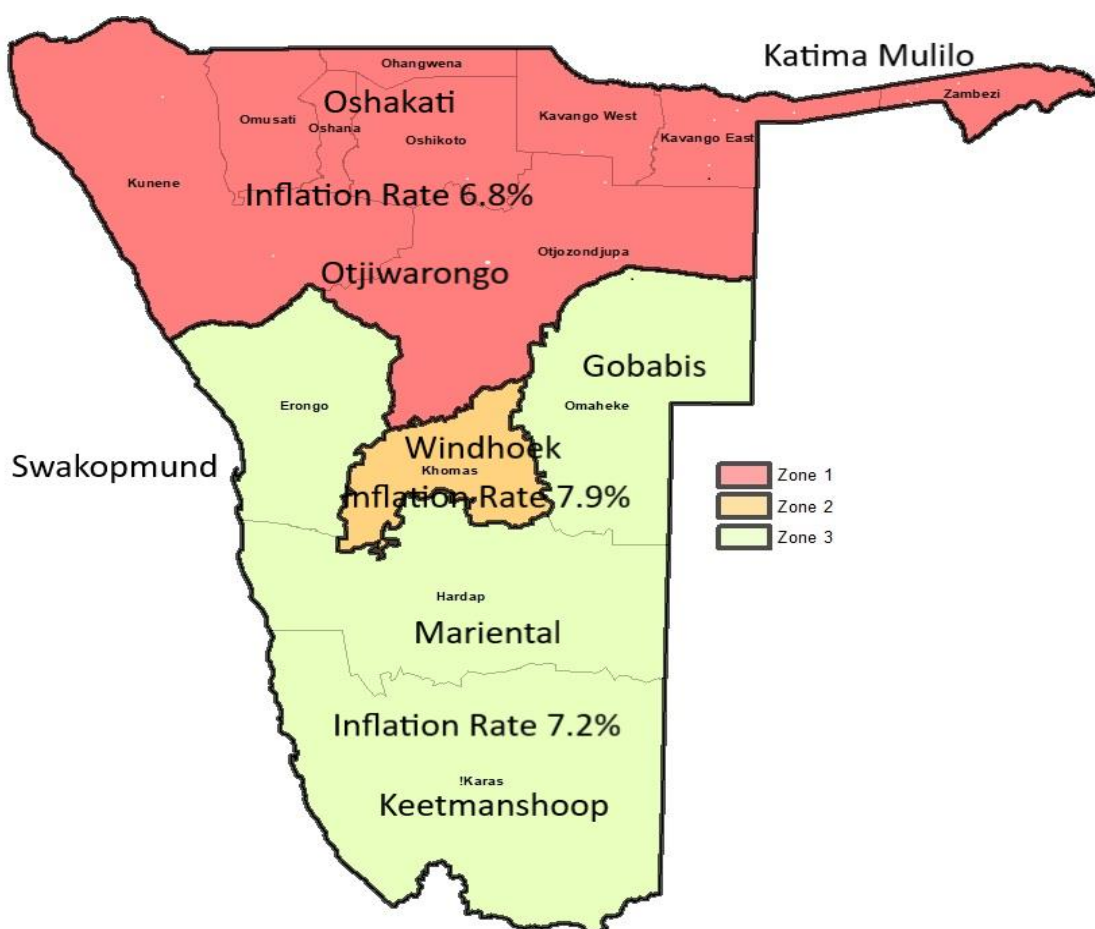 Katima Mulilo
Ohangwena
Zambezi
Oshakati
Omusati
Kavango West
Oshana
Oshikoto
Kavango East
Kunene
Inflation Rate 6.8%
Otjozondjupa
Otjiwarongo
Gobabis
Erongo
Omaheke
Windhoek
Swakopmund
Khomas
Zone 1
Inflation Rate 7.9%
Zone 2
Zone 3
Hardap
Mariental
Inflation Rate 7.2%
!Karas
Keetmanshoop